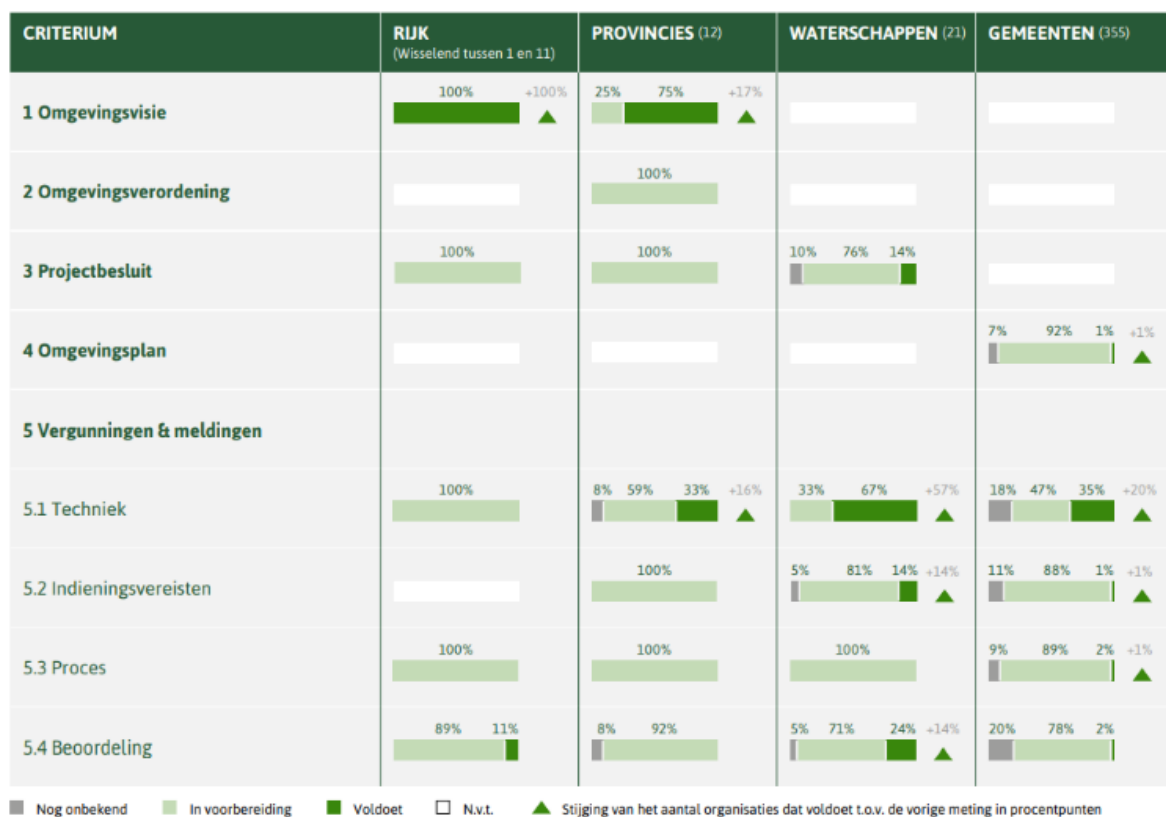 CRITERIUM RIJK PROVINCIES (12) WATERSCHAPPEN (21) GEMEENTEN (355)
(Wisselend tussen 1 en 11)
100% +100% 25% 75% +17%
1 Omgevingsvisie
100%
2 Omgevingsverordening
100% 100% 10% 76% 14%
3 Projectbesluit
7% 92% 1% +1%
4 Omgevingsplan
5 Vergunningen & meldingen
100% 8% 59% 33% +16% 33% 67% +57% 18% 47% 35% +20%
5.1 Techniek
100% 5% 81% 14% +14% 11% 88% 1% +1%
5.2 Indieningsvereisten
100% 100% 100% 9% 89% 2% +1%
5.3 Proces
89% 11% 8% 92% 5% 71% 24% +14% 20% 78% 2%
5.4 Beoordeling
Nog onbekend In voorbereiding Voldoet N.v.t. Stijging van het aantal organisaties dat voldoet t.o.v. de vorige meting in procentpunten